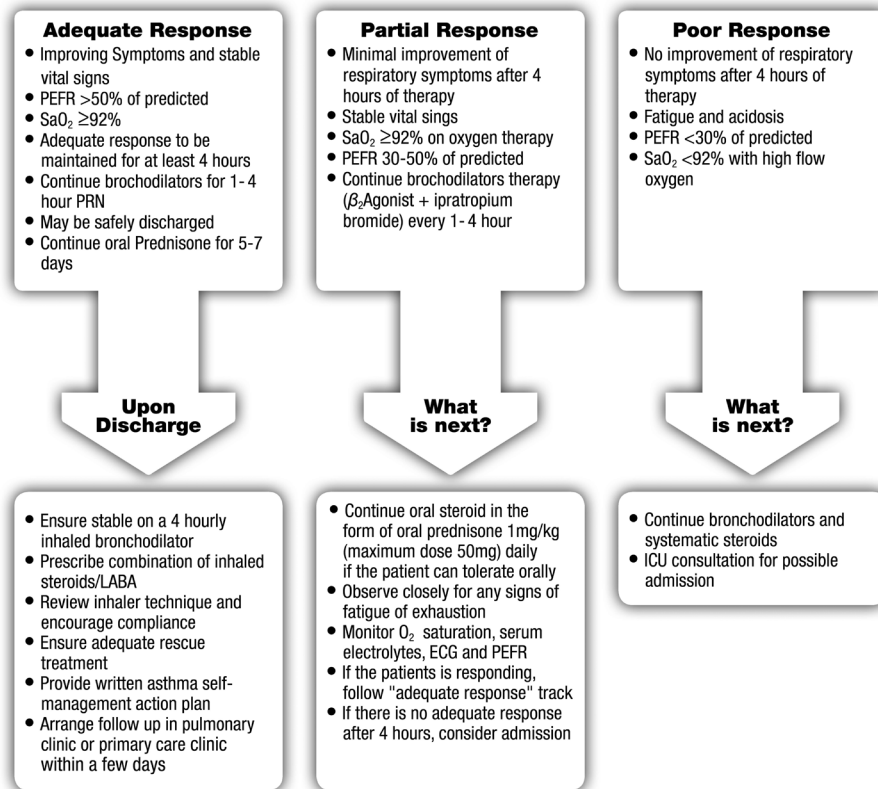 Adequate Response
• Improving Symptoms and stable
vital signs
• PEFR >50% of predicted
• SaO₂ ≥92%
• Adequate response to be
maintained for at least 4 hours
• Continue brochodilators for 1-4
hour PRN
• May be safely discharged
• Continue oral Prednisone for 5-7
days
Upon
Discharge
• Ensure stable on a 4 hourly
inhaled bronchodilator
• Prescribe combination of inhaled
steroids/LABA
• Review inhaler technique and
encourage compliance
• Ensure adequate rescue
treatment
• Provide written asthma self-
management action plan
• Arrange follow up in pulmonary
clinic or primary care clinic
within a few days
Partial Response
• Minimal improvement of
respiratory symptoms after 4
hours of therapy
• Stable vital sings
• SaO₂ ≥92% on oxygen therapy
• PEFR 30-50% of predicted
• Continue brochodilators therapy
(β₂Agonist + ipratropium
bromide) every 1-4 hour
What
is next?
• Continue oral steroid in the
form of oral prednisone 1mg/kg
(maximum dose 50mg) daily
if the patient can tolerate orally
• Observe closely for any signs of
fatigue of exhaustion
• Monitor O₂ saturation, serum
electrolytes, ECG and PEFR
• If the patients is responding,
follow "adequate response" track
• If there is no adequate response
after 4 hours, consider admission
Poor Response
• No improvement of respiratory
symptoms after 4 hours of
therapy
• Fatigue and acidosis
• PEFR <30% of predicted
• SaO₂ <92% with high flow
oxygen
What
is next?
• Continue bronchodilators and
systematic steroids
• ICU consultation for possible
admission